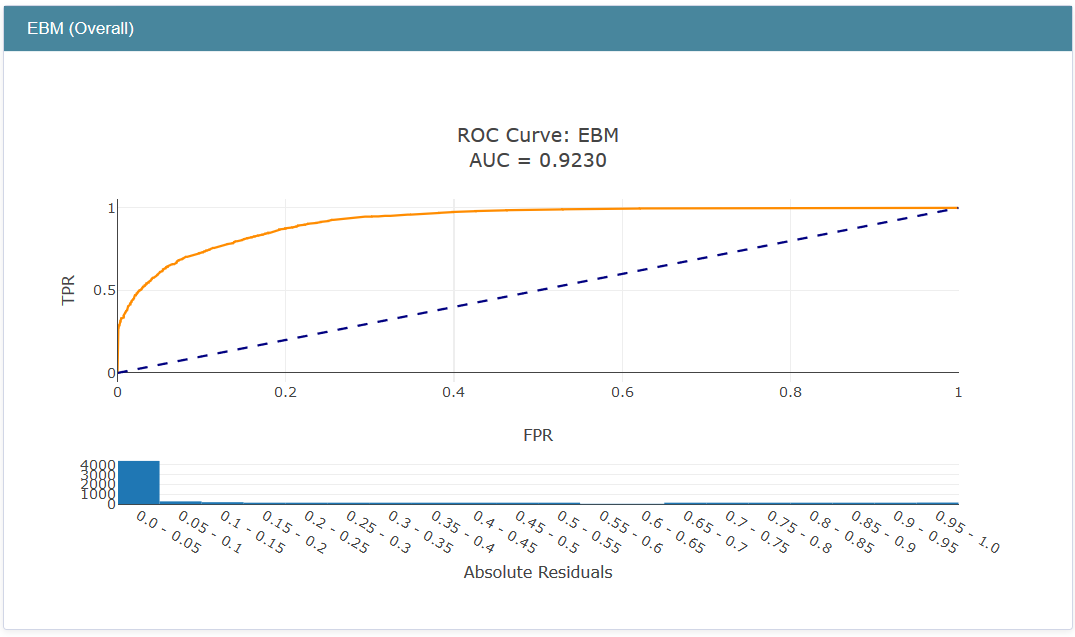 EBM (Overall)
ROC Curve: EBM
AUC = 0.9230
1
0.5
0
TPR
0
0.2
0.4
0.6
0.8
1
FPR
4000
3000
2000
1000
0
0.0 - 0.05
0.05 - 0.1
0.1 - 0.15
0.15 - 0.2
0.2 - 0.25
0.25 - 0.3
0.3 - 0.35
0.35 - 0.4
0.4 - 0.45
0.45 - 0.5
0.5 - 0.55
0.55 - 0.6
0.6 - 0.65
0.65 - 0.7
0.7 - 0.75
0.75 - 0.8
0.8 - 0.85
0.85 - 0.9
0.9 - 0.95
0.95 - 1.0
Absolute Residuals